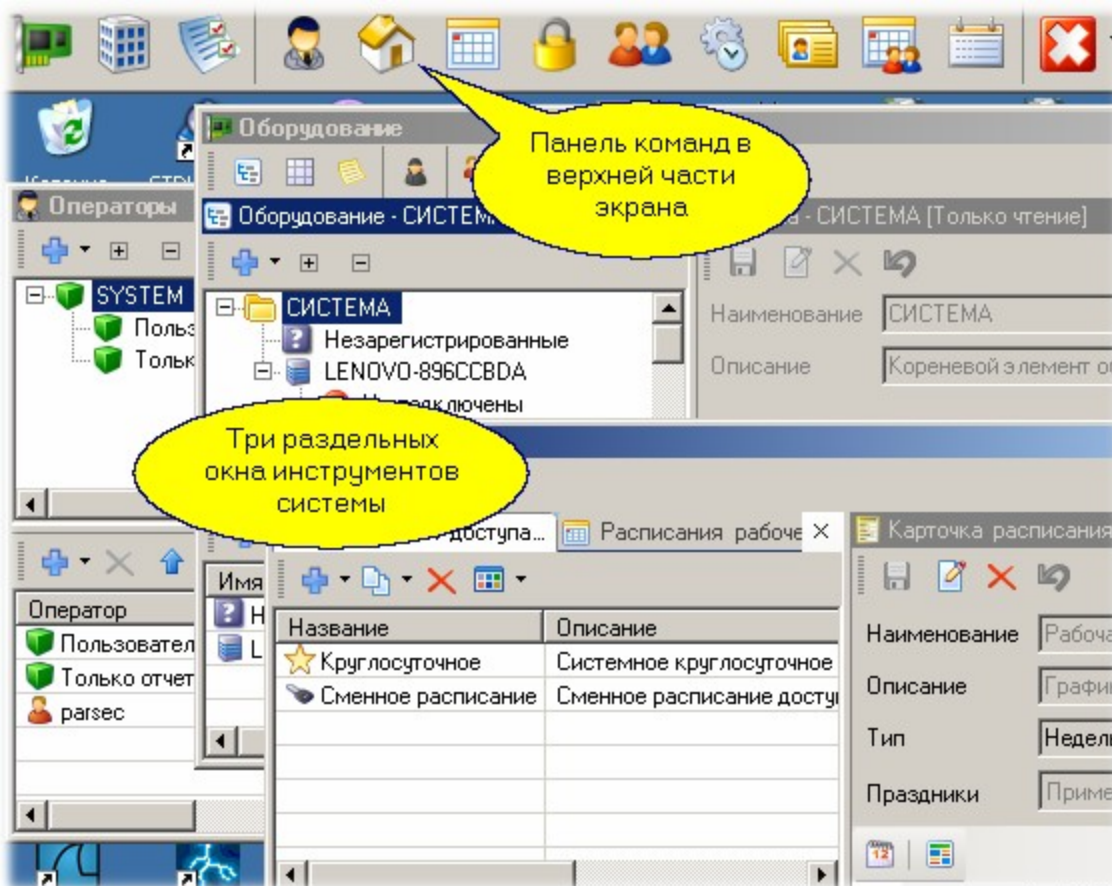 Оборудование
Панель команд в
верхней части
экрана
Операторы
Оборудование - СИСТЕМ
- СИСТЕМА [Только чтение]
SYSTEM
СИСТЕМА
Незарегистрированные
LENOVO-896CCBDA
Наименование
СИСТЕМА
Описание
Кореневой элемент
Три раздельных
окна инструментов
системы
доступа...
Расписания рабоче
Карточка расписания
Имя
Оператор
Пользовател
Только отчет
parsec
Название
Описание
Круглосуточное
Системное круглосуточное
Сменное расписание
Сменное расписание досту
Наименование
Рабоча
Описание
Графи
Тип
Недел
Праздники
Приме
12